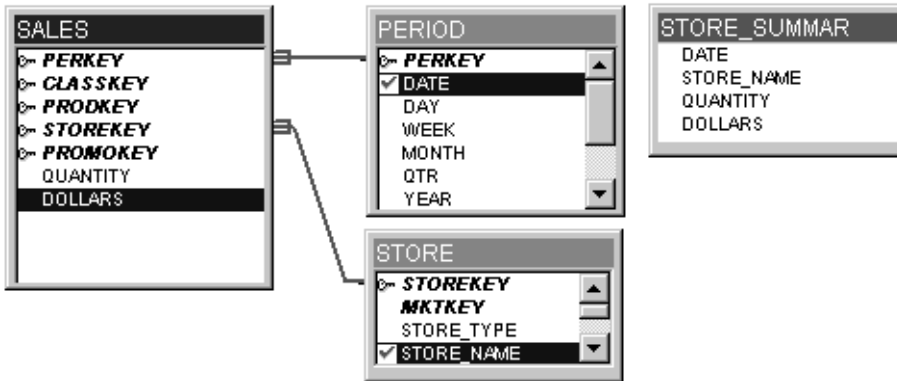 SALES
PERKEY
CLASSKEY
PRODKEY
STOREKEY
PROMOKEY
QUANTITY
DOLLARS
PERIOD
PERKEY
DATE
DAY
WEEK
MONTH
QTR
YEAR
STORE
STOREKEY
MKTKEY
STORE_TYPE
STORE_NAME
STORE_SUMMAR
DATE
STORE_NAME
QUANTITY
DOLLARS